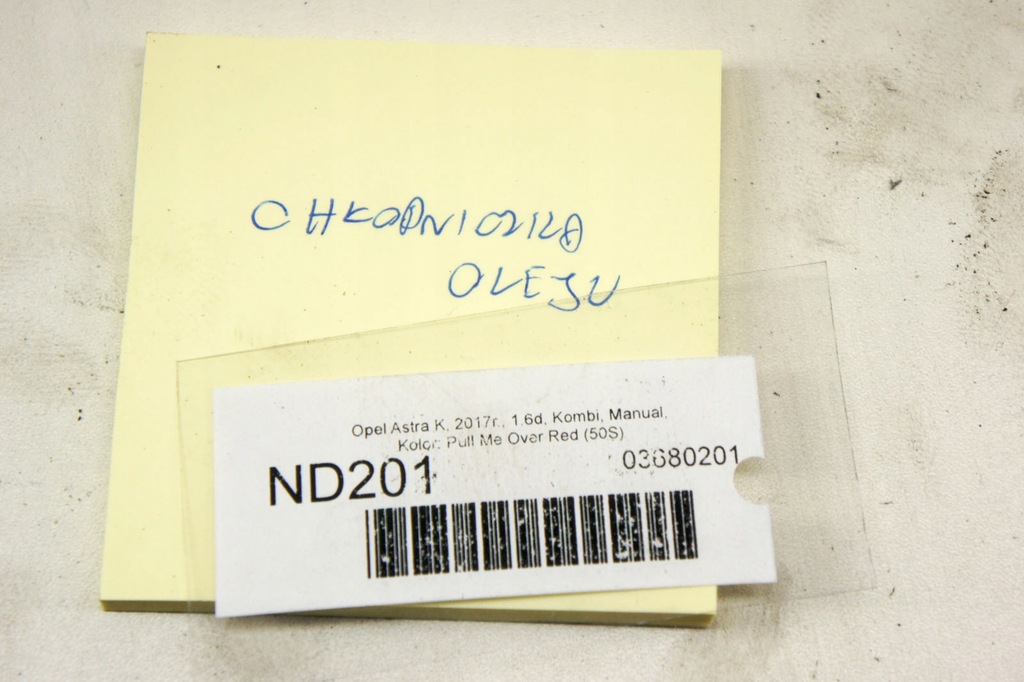 CHŁODNICZKA
OLEJU
Opel Astra K, 2017r., 1.6d, Kombi, Manual,
Kolor: Pull Me Over Red (50S)
ND201
03680201